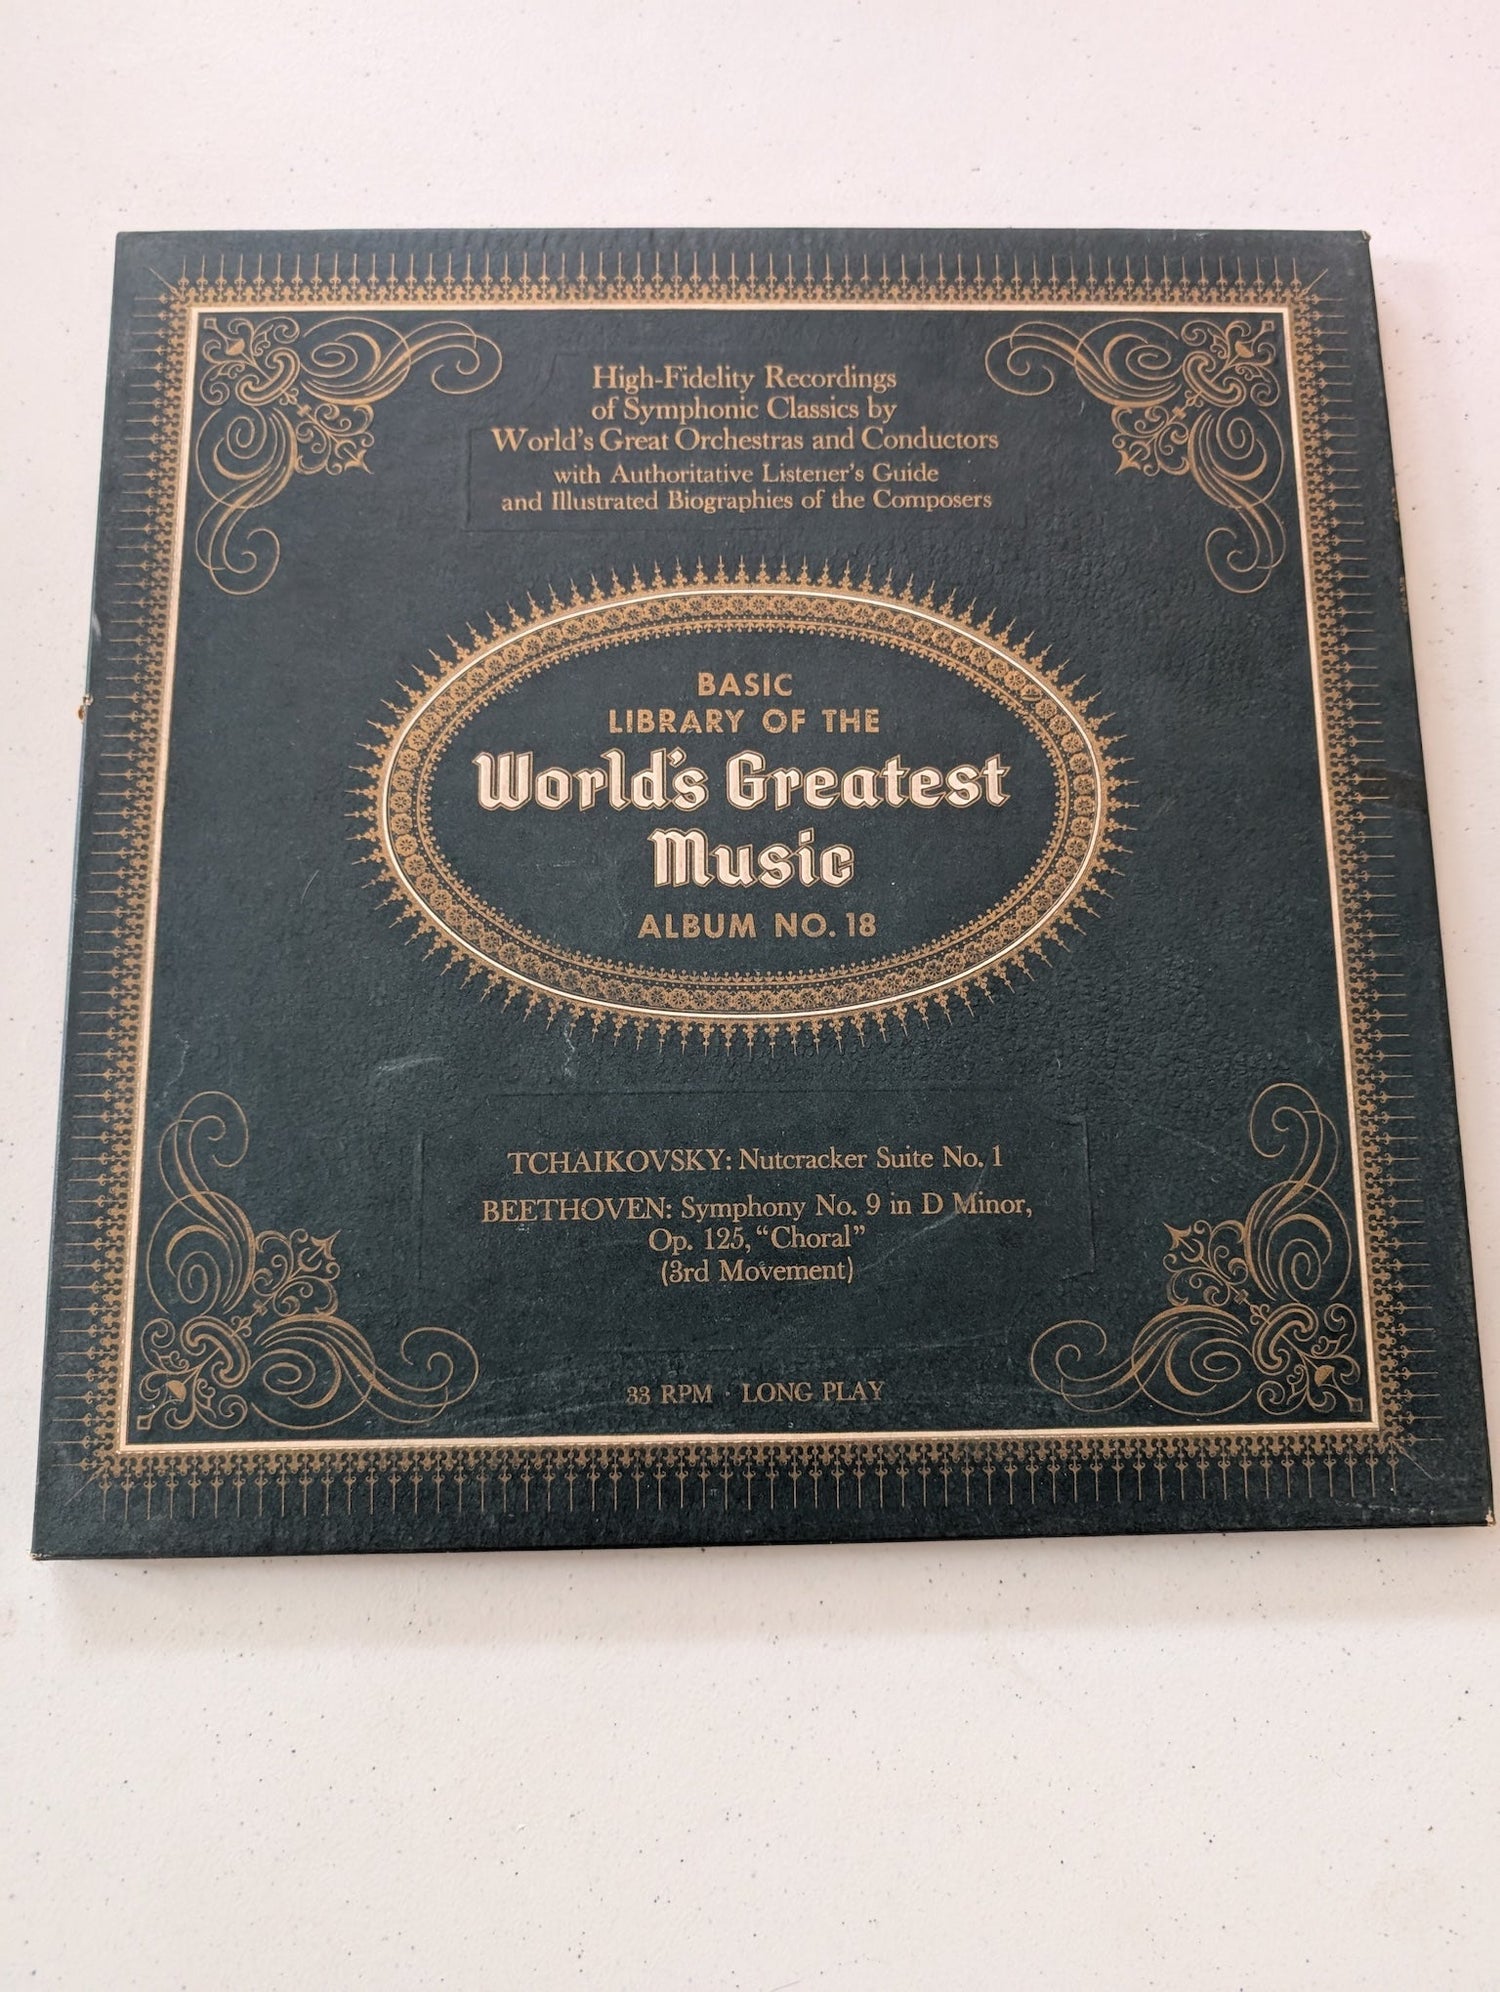 High-Fidelity Recordings
of Symphonic Classics by
World's Great Orchestras and Conductors
with Authoritative Listener's Guide
and Illustrated Biographies of the Composers
BASIC
LIBRARY OF THE
World's Greatest
Music
ALBUM NO. 18
TCHAIKOVSKY: Nutcracker Suite No. 1
BEETHOVEN: Symphony No. 9 in D Minor,
Op. 125, “Choral”
(3rd Movement)
33 RPM · LONG PLAY